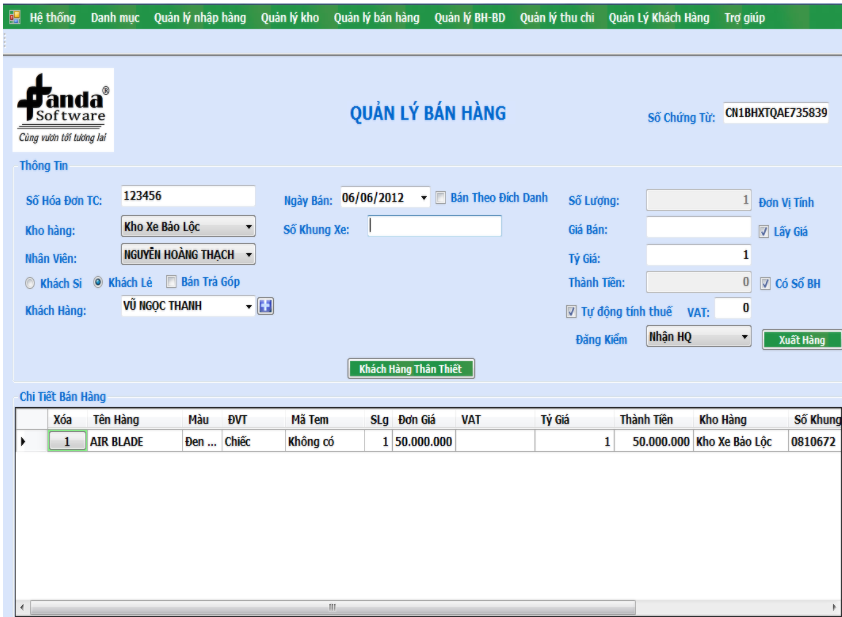 Hệ thống Danh mục Quản lý nhập hàng Quản lý kho Quản lý bán hàng Quản lý BH-BD Quản lý thu chi Quản Lý Khách Hàng Trợ giúp
Panda®
Software
Cùng vươn tới tương lai
QUẢN LÝ BÁN HÀNG
Số Chứng Từ: CN1BHXTQAE735839
Thông Tin
Số Hóa Đơn TC: 123456 Ngày Bán: 06/06/2012 Bán Theo Đích Danh Số Lượng: 1 Đơn Vị Tính
Kho hàng: Kho Xe Bảo Lộc Số Khung Xe: Giá Bán: Lấy Giá
Nhân Viên: NGUYỄN HOÀNG THẠCH Tỷ Giá: 1
Khách Sỉ Khách Lẻ Bán Trả Góp Thành Tiền: 0 Có Sổ BH
Khách Hàng: VŨ NGỌC THANH Tự động tính thuế VAT: 0
Đăng Kiểm Nhận HQ Xuất Hàng
Khách Hàng Thân Thiết
Chi Tiết Bán Hàng
Xóa Tên Hàng Màu ĐVT Mã Tem SLg Đơn Giá VAT Tỷ Giá Thành Tiền Kho Hàng Số Khung
1 AIR BLADE Đen ... Chiếc Không có 1 50.000.000 1 50.000.000 Kho Xe Bảo Lộc 0810672